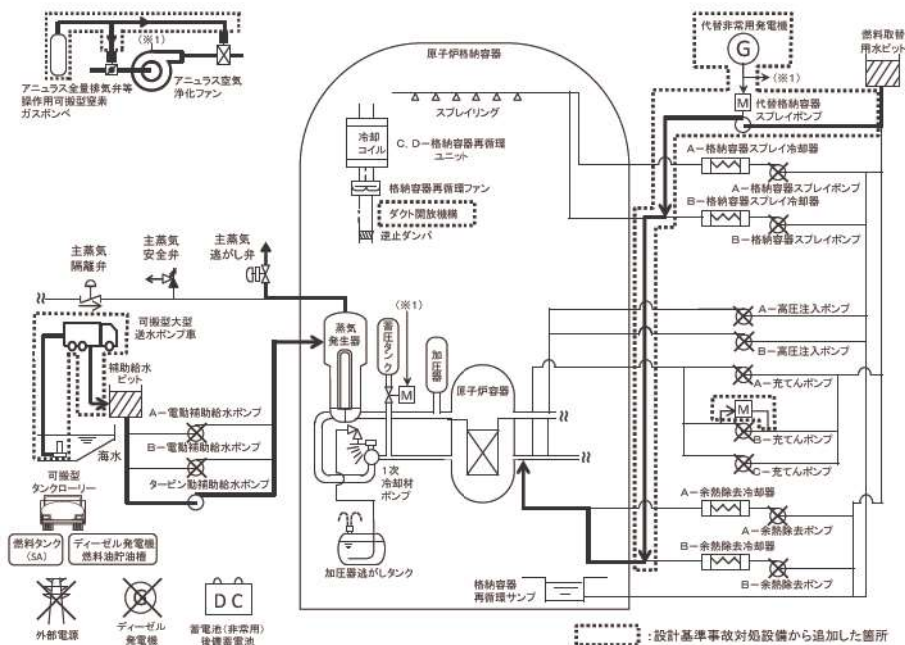 (※1)
アニュラス全量排気弁等
操作用可搬型窒素
ガスボンベ
アニュラス空気
浄化ファン
原子炉格納容器
スプレイリング
冷却
コイル
C, D-格納容器再循環
ユニット
格納容器再循環ファン
ダクト開放機構
逆止ダンパ
代替非常用発電機
G
(※1)
M
代替格納容器
スプレイポンプ
燃料取替
用水ピット
A-格納容器スプレイ冷却器
A-格納容器スプレイポンプ
B-格納容器スプレイ冷却器
B-格納容器スプレイポンプ
主蒸気
隔離弁
主蒸気
安全弁
主蒸気
逃がし弁
可搬型大型
送水ポンプ車
補助給水
ピット
海水
A-電動補助給水ポンプ
B-電動補助給水ポンプ
タービン動補助給水ポンプ
蒸気
発生器
蓄圧タンク
(※1)
M
加圧器
原子炉容器
1次
冷却材
ポンプ
加圧器逃がしタンク
A-高圧注入ポンプ
B-高圧注入ポンプ
A-充てんポンプ
M
B-充てんポンプ
C-充てんポンプ
A-余熱除去冷却器
A-余熱除去ポンプ
B-余熱除去冷却器
B-余熱除去ポンプ
格納容器
再循環サンプ
可搬型
タンクローリー
燃料タンク
(SA)
ディーゼル発電機
燃料油貯油槽
外部電源
G
ディーゼル
発電機
DC
蓄電池(非常用)
後備蓄電池
:設計基準事故対処設備から追加した箇所